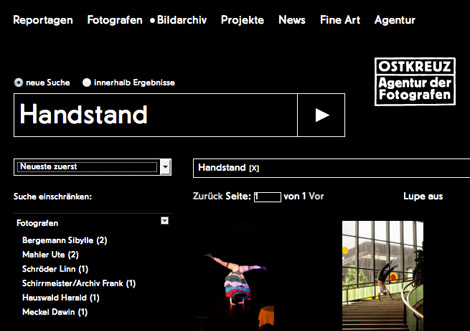 Reportagen Fotografen Bildarchiv Projekte News Fine Art Agentur
OSTKREUZ
Agentur der
Fotografen
neue Suche innerhalb Ergebnisse
Handstand
Neueste zuerst
Handstand [X]
Suche einschränken:
Zurück Seite: 1 von 1 Vor Lupe aus
Fotografen
Bergemann Sibylle (2)
Mahler Ute (2)
Schröder Linn (1)
Schirrmeister/Archiv Frank (1)
Hauswald Harald (1)
Meckel Dawin (1)